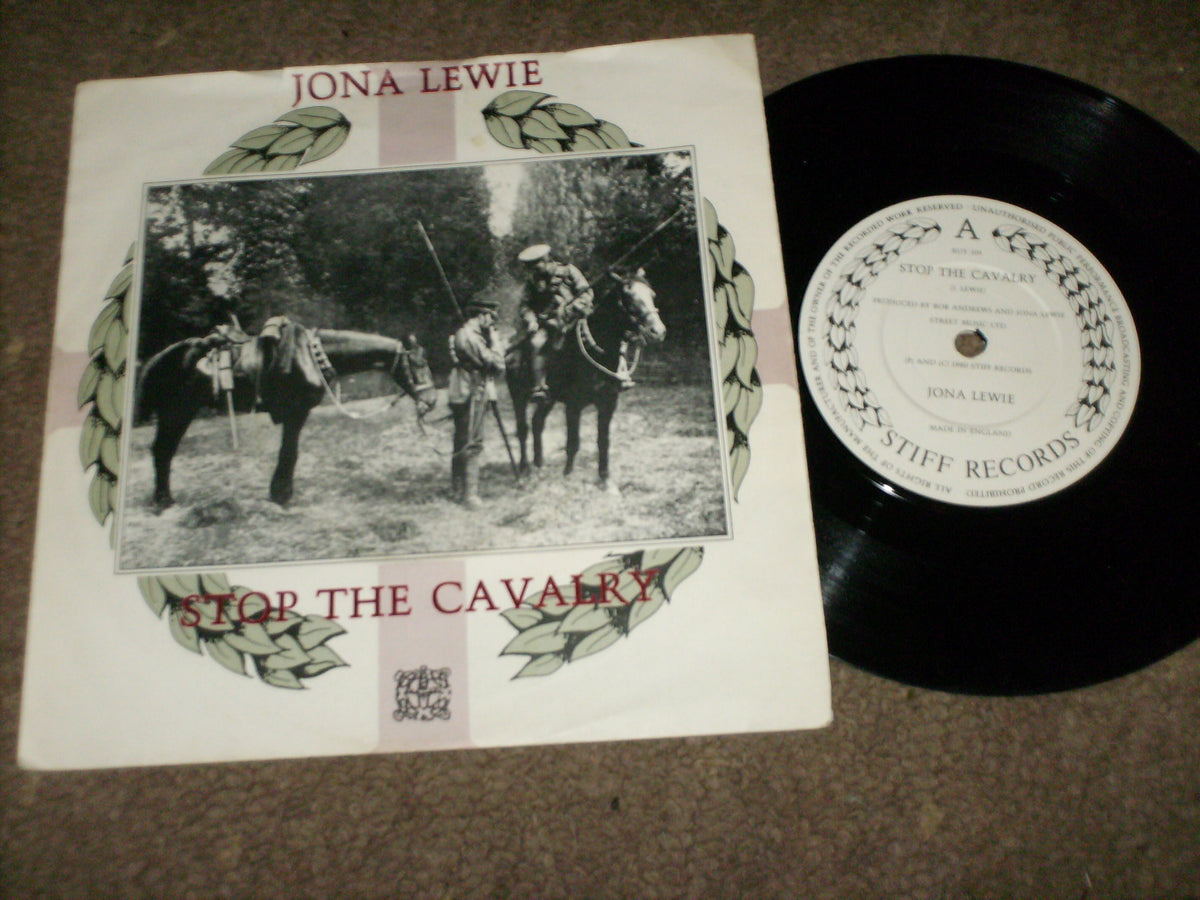 JONA LEWIE
STOP THE CAVALRY
A
BUY 104
STOP THE CAVALRY
(J. LEWIE)
PRODUCED BY BOB ANDREWS AND JONA LEWIE
STREET MUSIC LTD
(P) AND (C) 1980 STIFF RECORDS
JONA LEWIE
MADE IN ENGLAND
STIFF RECORDS
ALL RIGHTS OF THE MANUFACTURER AND OF THE OWNER OF THE RECORDED WORK RESERVED · UNAUTHORISED PUBLIC PERFORMANCE BROADCASTING AND COPYING OF THIS RECORD PROHIBITED